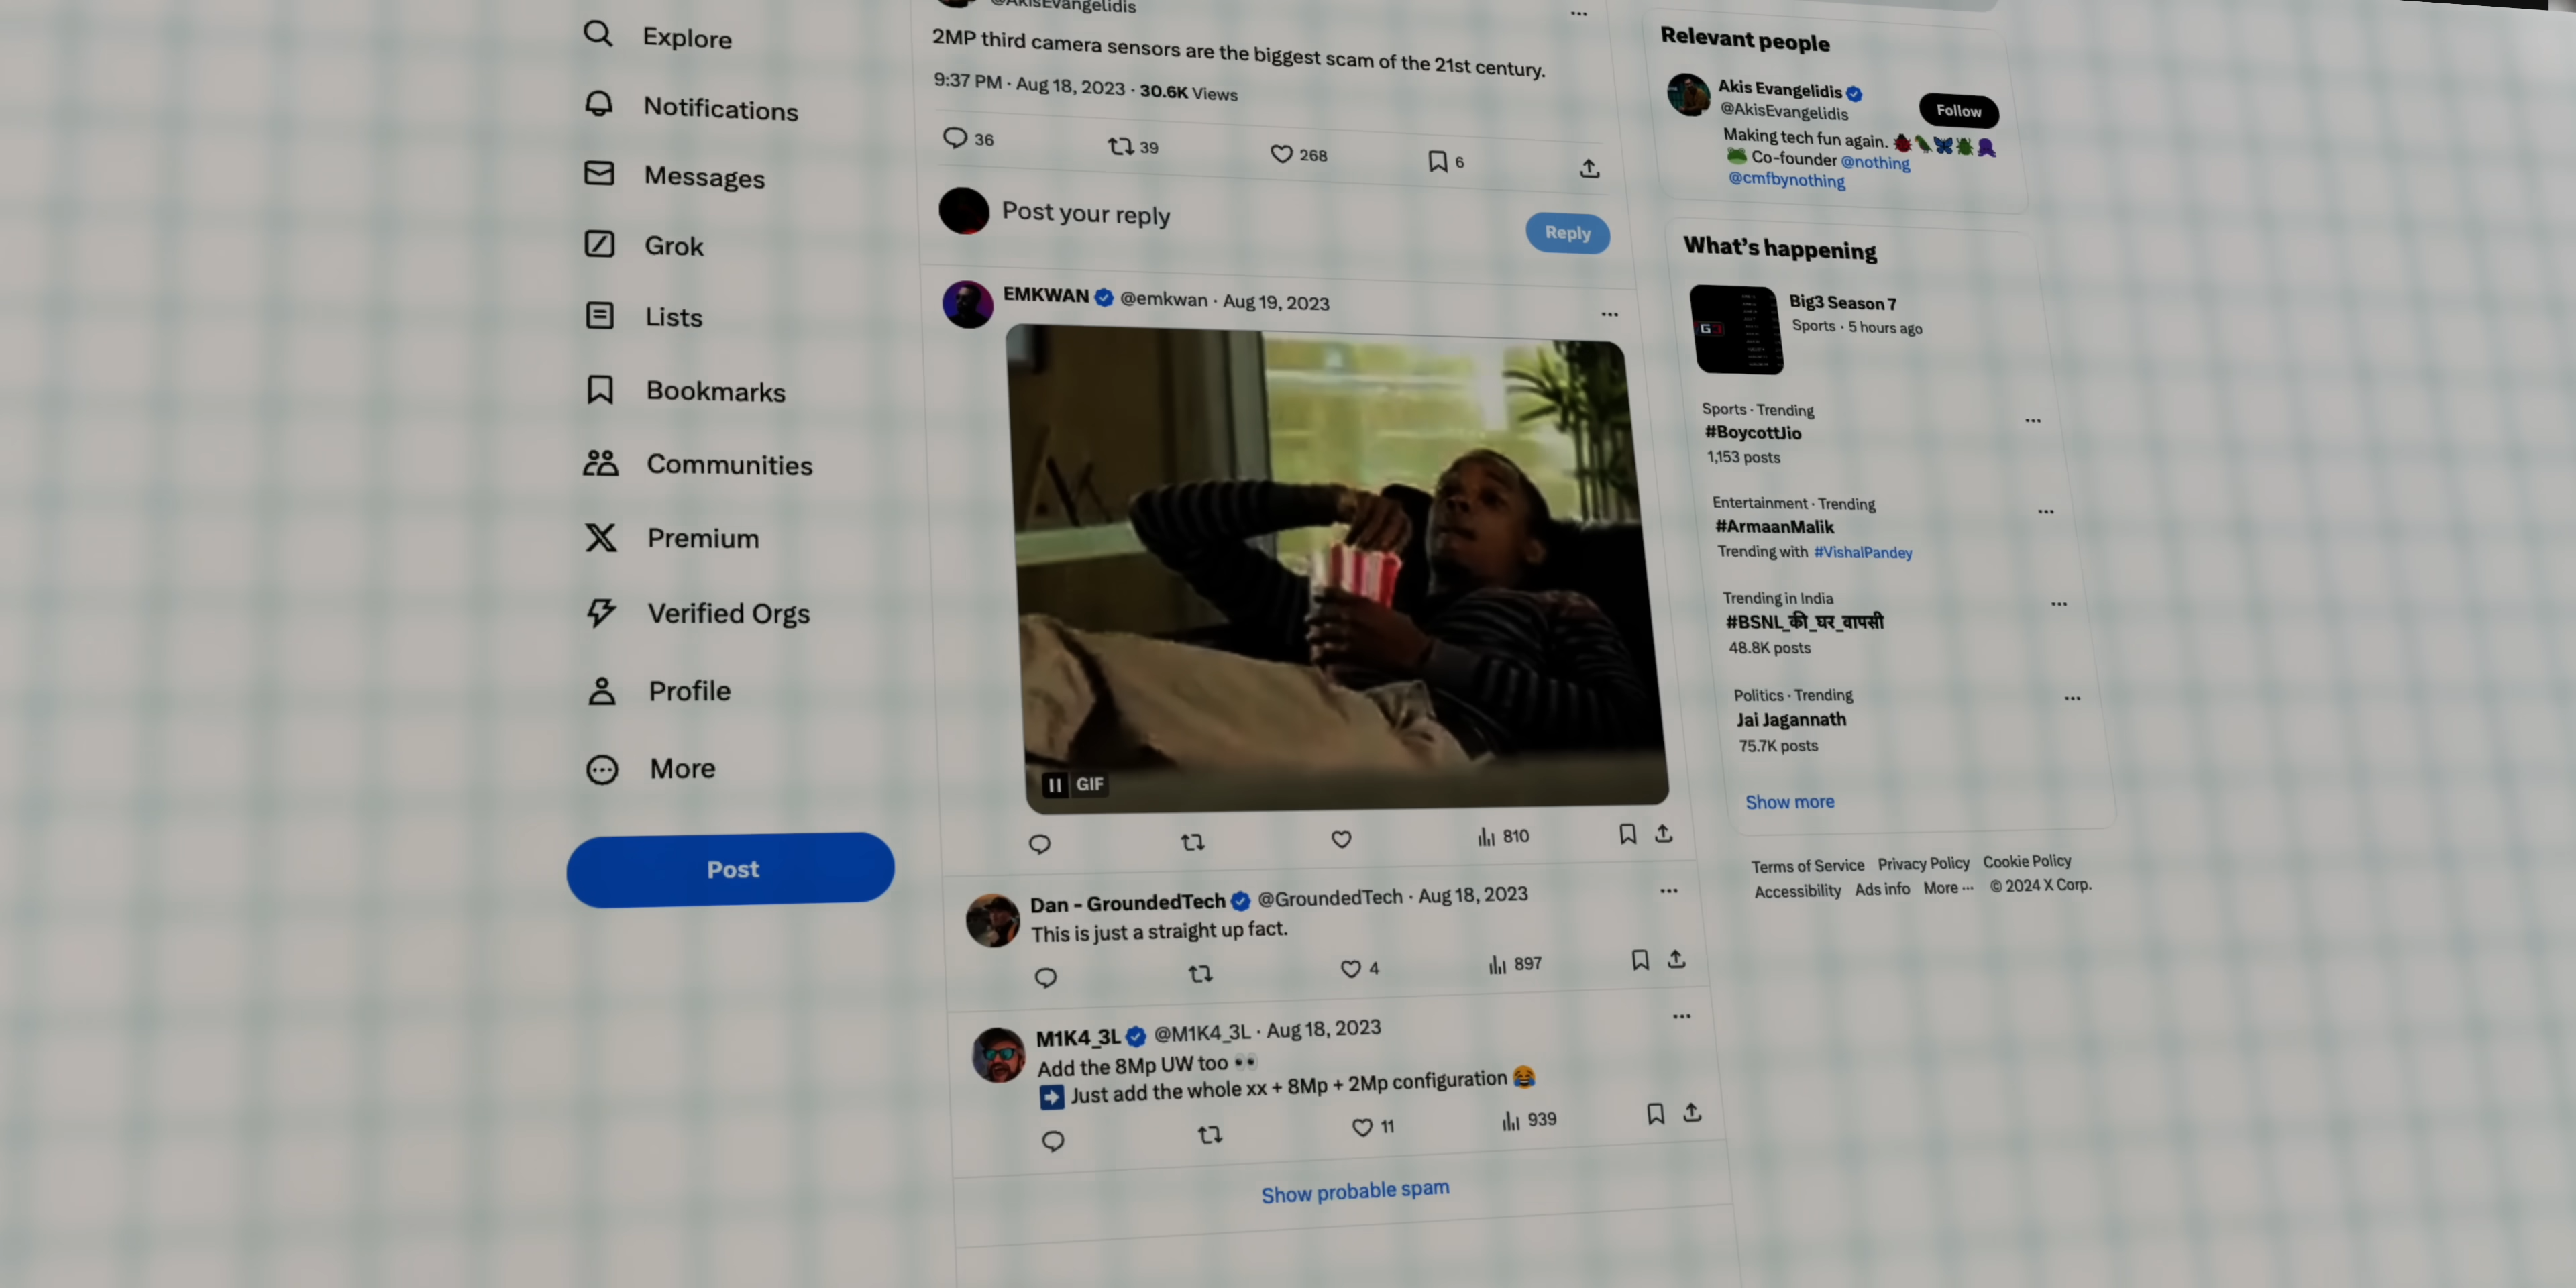 Explore
Notifications
Messages
Grok
Lists
Bookmarks
Communities
Premium
Verified Orgs
Profile
More
Post
@AkisEvangelidis
2MP third camera sensors are the biggest scam of the 21st century.
9:37 PM · Aug 18, 2023 · 30.6K Views
36 39 268 6
Post your reply
Reply
EMKWAN @emkwan · Aug 19, 2023
GIF
810
Dan - GroundedTech @GroundedTech · Aug 18, 2023
This is just a straight up fact.
4 897
M1K4_3L @M1K4_3L · Aug 18, 2023
Add the 8Mp UW too 👀
➡️ Just add the whole xx + 8Mp + 2Mp configuration 😂
11 939
Show probable spam
Relevant people
Akis Evangelidis
@AkisEvangelidis
Follow
Making tech fun again. 🐞🦜🦋🪲🐙
🐸 Co-founder @nothing
@cmfbynothing
What's happening
Big3 Season 7
Sports · 5 hours ago
Sports · Trending
#BoycottJio
1,153 posts
Entertainment · Trending
#ArmaanMalik
Trending with #VishalPandey
Trending in India
#BSNL_की_घर_वापसी
48.8K posts
Politics · Trending
Jai Jagannath
75.7K posts
Show more
Terms of Service Privacy Policy Cookie Policy
Accessibility Ads info More ··· © 2024 X Corp.